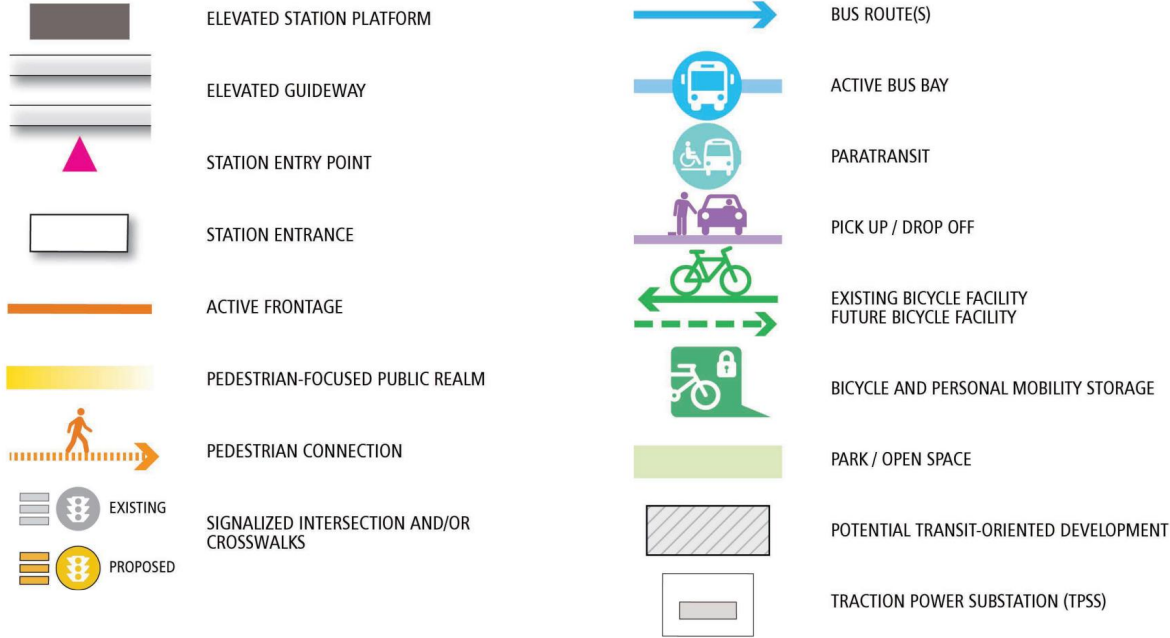 ELEVATED STATION PLATFORM
ELEVATED GUIDEWAY
STATION ENTRY POINT
STATION ENTRANCE
ACTIVE FRONTAGE
PEDESTRIAN-FOCUSED PUBLIC REALM
PEDESTRIAN CONNECTION
EXISTING
SIGNALIZED INTERSECTION AND/OR
CROSSWALKS
PROPOSED
BUS ROUTE(S)
ACTIVE BUS BAY
PARATRANSIT
PICK UP / DROP OFF
EXISTING BICYCLE FACILITY
FUTURE BICYCLE FACILITY
BICYCLE AND PERSONAL MOBILITY STORAGE
PARK / OPEN SPACE
POTENTIAL TRANSIT-ORIENTED DEVELOPMENT
TRACTION POWER SUBSTATION (TPSS)